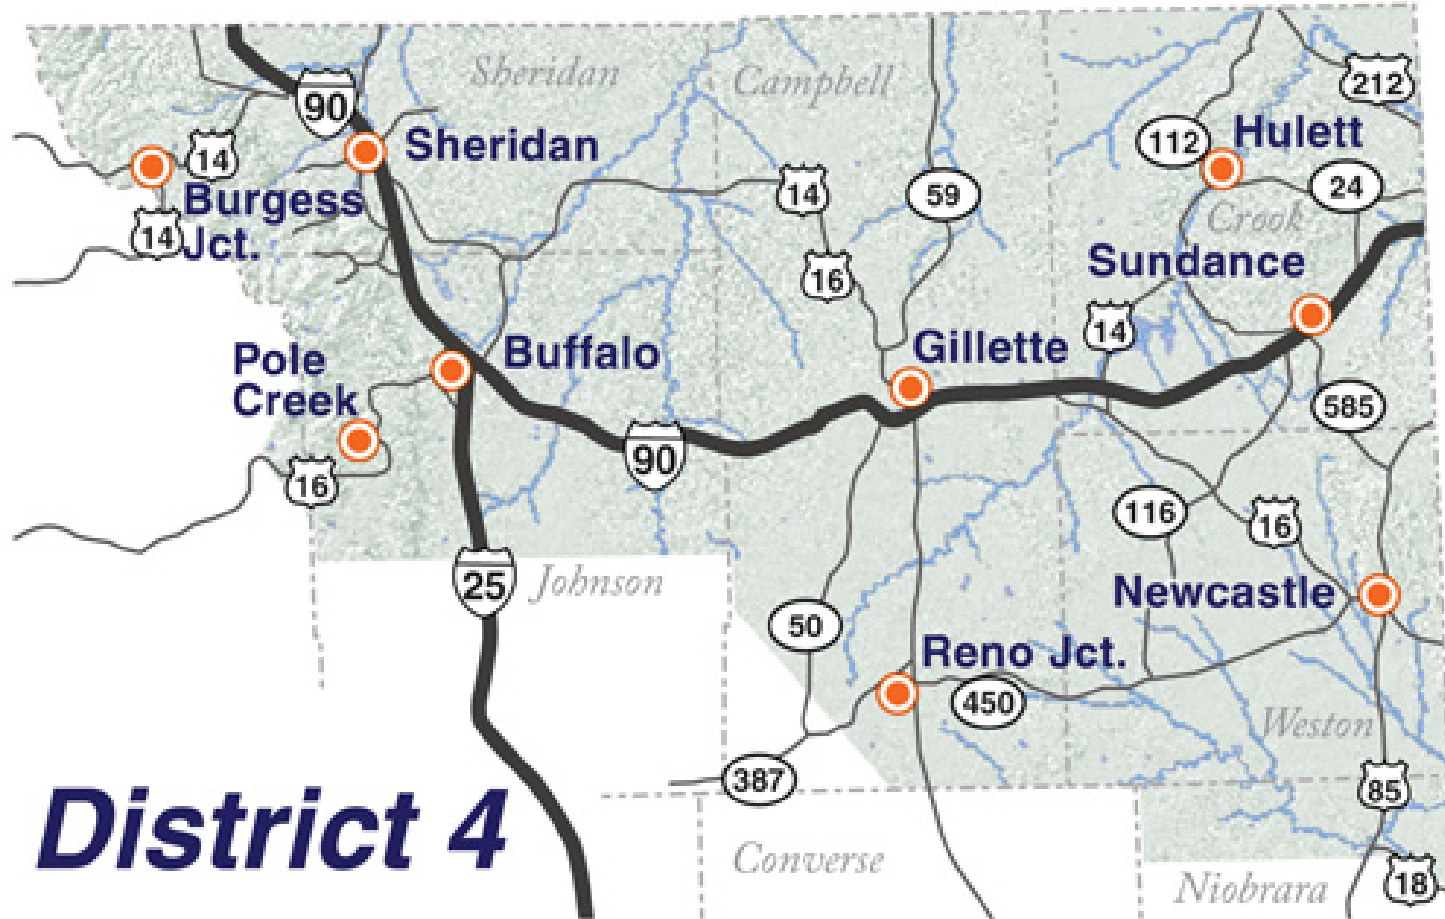 Sheridan
Campbell
212
90
112
Hulett
Sheridan
14
14
59
24
Burgess
Jct.
14
Crook
Sundance
16
14
Buffalo
Gillette
Pole
Creek
585
90
16
116
16
25
Johnson
Newcastle
50
Reno Jct.
450
Weston
387
85
District 4
Converse
Niobrara
18